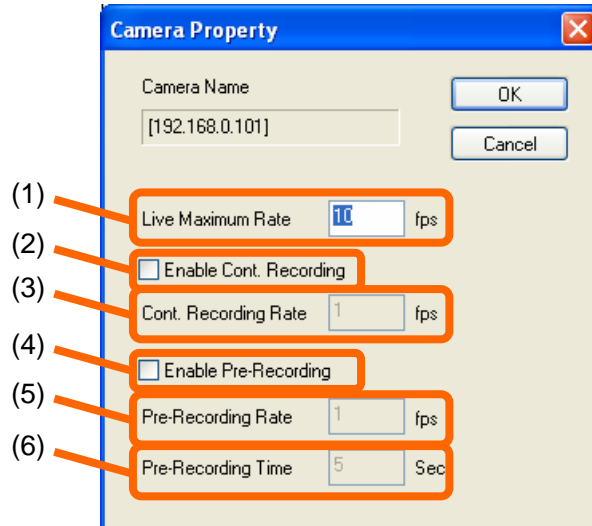 Camera Property
Camera Name
OK
[192.168.0.101]
Cancel
(1)
Live Maximum Rate 10 fps
(2)
Enable Cont. Recording
(3)
Cont. Recording Rate 1 fps
(4)
Enable Pre-Recording
(5)
Pre-Recording Rate 1 fps
(6)
Pre-Recording Time 5 Sec